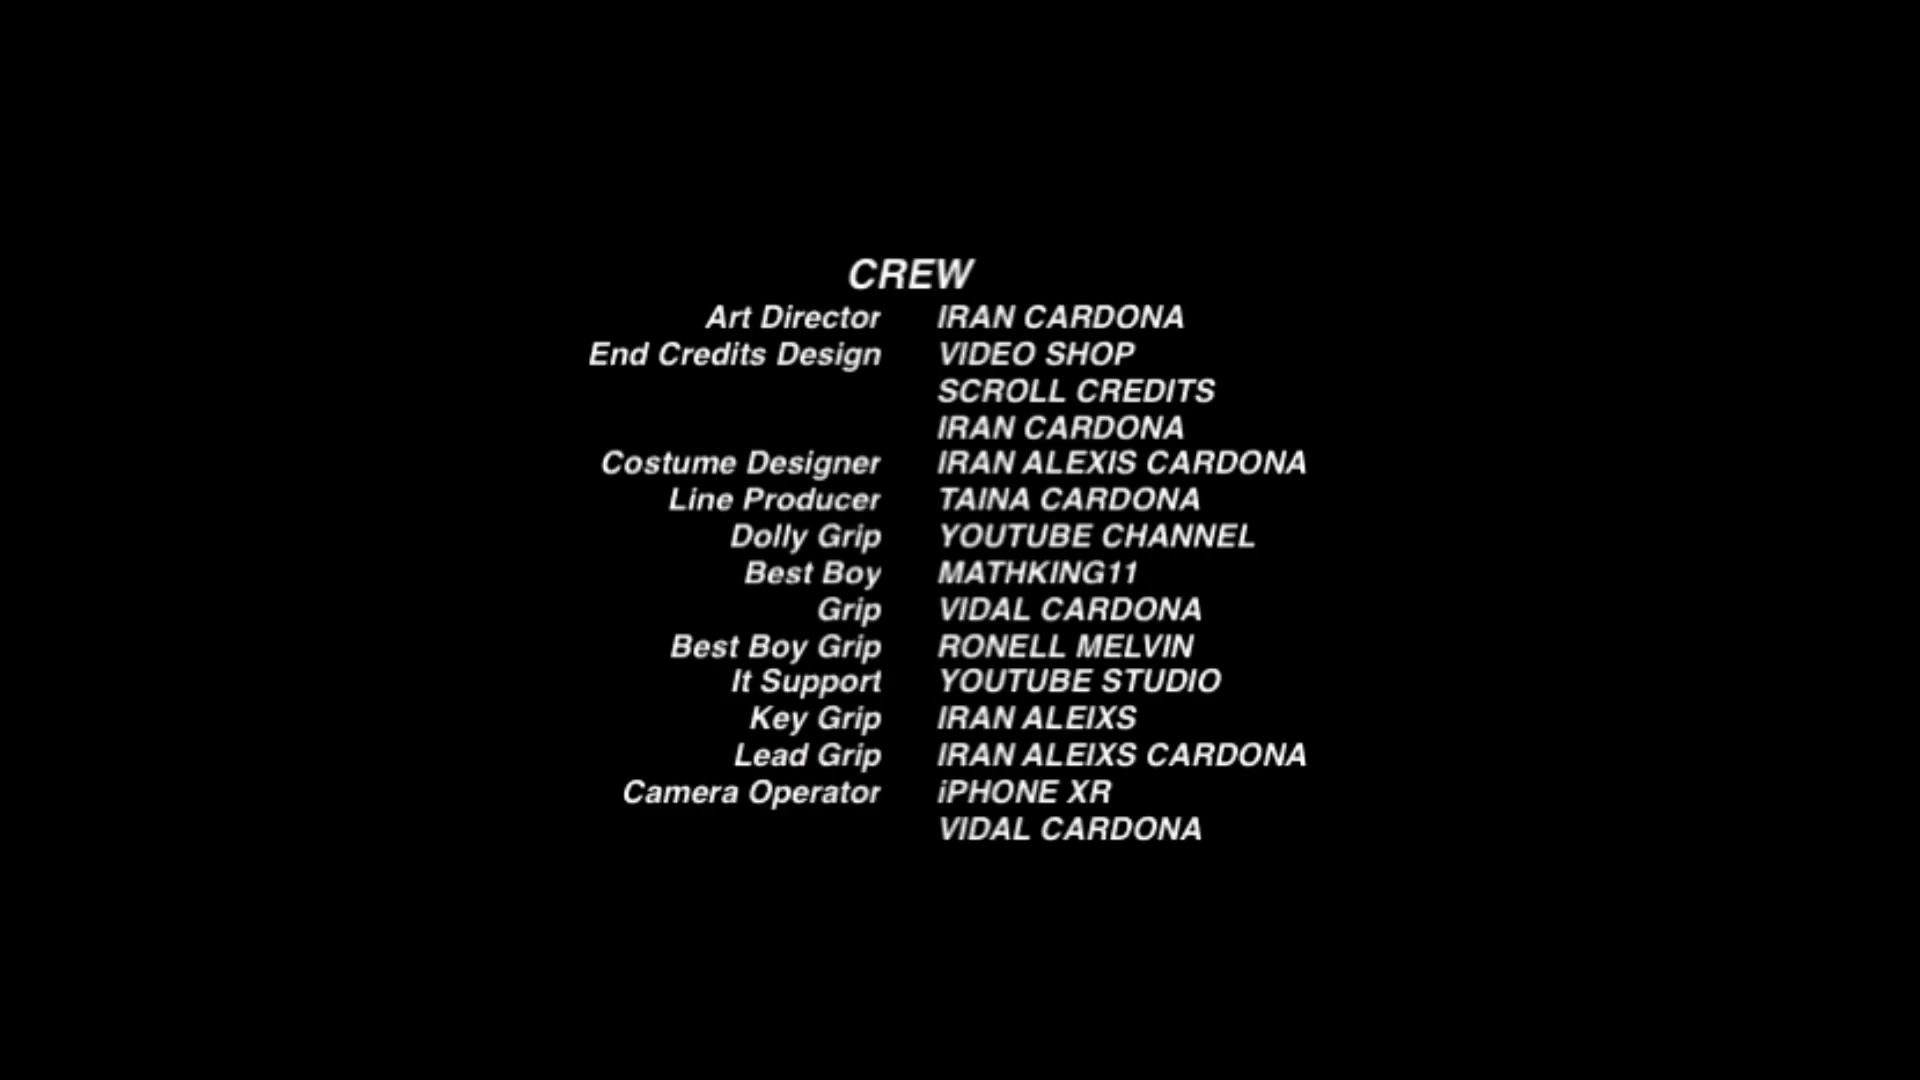 CREW
Art Director IRAN CARDONA
End Credits Design VIDEO SHOP
SCROLL CREDITS
IRAN CARDONA
Costume Designer IRAN ALEXIS CARDONA
Line Producer TAINA CARDONA
Dolly Grip YOUTUBE CHANNEL
Best Boy MATHKING11
Grip VIDAL CARDONA
Best Boy Grip RONELL MELVIN
It Support YOUTUBE STUDIO
Key Grip IRAN ALEIXS
Lead Grip IRAN ALEIXS CARDONA
Camera Operator iPHONE XR
VIDAL CARDONA